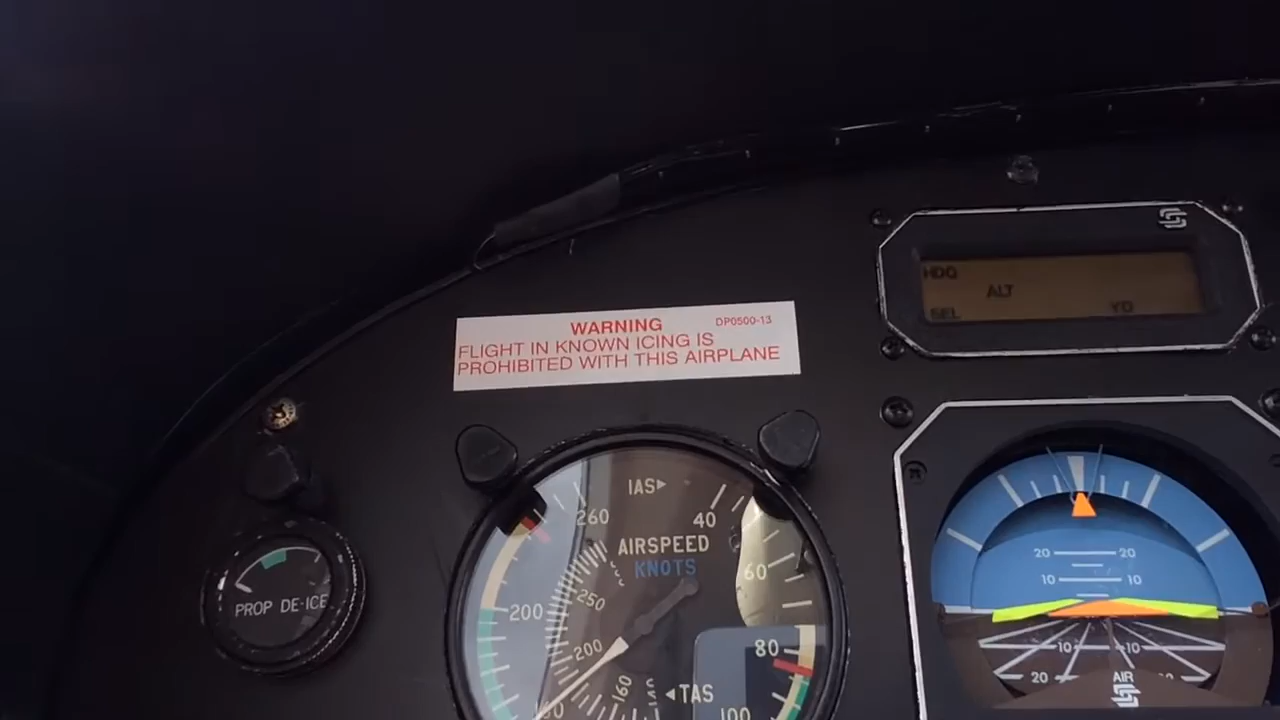 HDG
ALT
SEL
YD
WARNING
DP0500-13
FLIGHT IN KNOWN ICING IS
PROHIBITED WITH THIS AIRPLANE
IAS
260
40
AIRSPEED
KNOTS
60
250
200
200
80
160
140
TAS
100
PROP DE-ICE
20 20
10 10
10 10
20
AIR